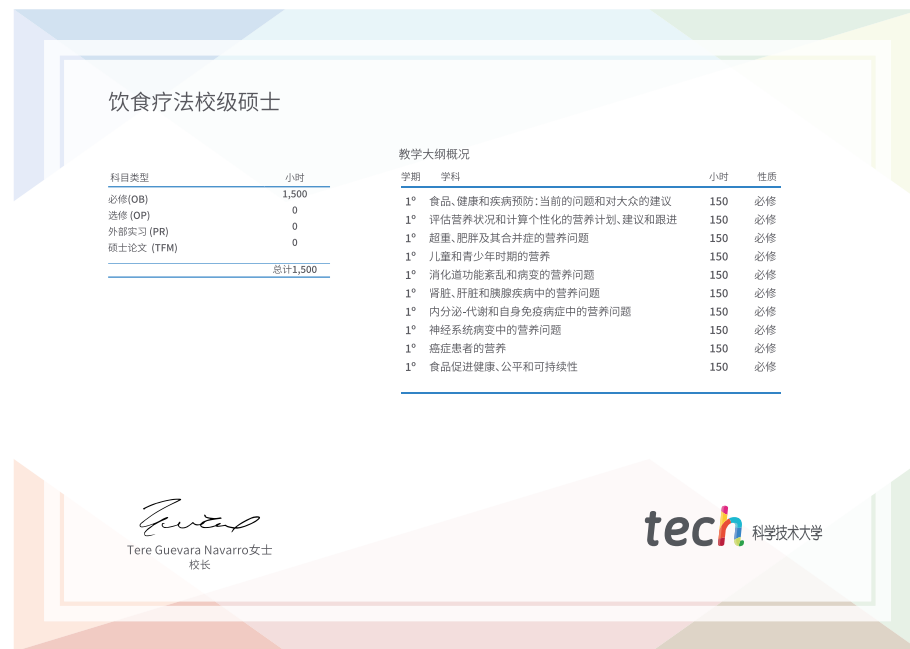 饮食疗法校级硕士
科目类型 小时
必修(OB) 1,500
选修 (OP) 0
外部实习 (PR) 0
硕士论文 (TFM) 0
总计1,500
教学大纲概况
学期 学科 小时 性质
1º 食品、健康和疾病预防：当前的问题和对大众的建议 150 必修
1º 评估营养状况和计算个性化的营养计划、建议和跟进 150 必修
1º 超重、肥胖及其合并症的营养问题 150 必修
1º 儿童和青少年时期的营养 150 必修
1º 消化道功能紊乱和病变的营养问题 150 必修
1º 肾脏、肝脏和胰腺疾病中的营养问题 150 必修
1º 内分泌-代谢和自身免疫病症中的营养问题 150 必修
1º 神经系统病变中的营养问题 150 必修
1º 癌症患者的营养 150 必修
1º 食品促进健康、公平和可持续性 150 必修
Tere Guevara Navarro女士
校长
tech 科学技术大学